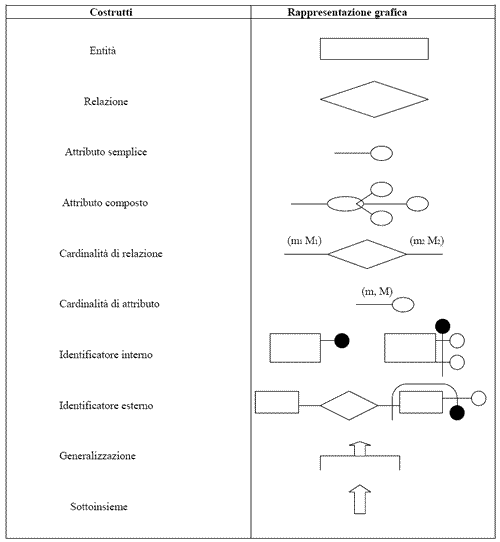 Costrutti Rappresentazione grafica
Entità
Relazione
Attributo semplice
Attributo composto
Cardinalità di relazione (m₁ M₁) (m₂ M₂)
Cardinalità di attributo (m, M)
Identificatore interno
Identificatore esterno
Generalizzazione
Sottoinsieme